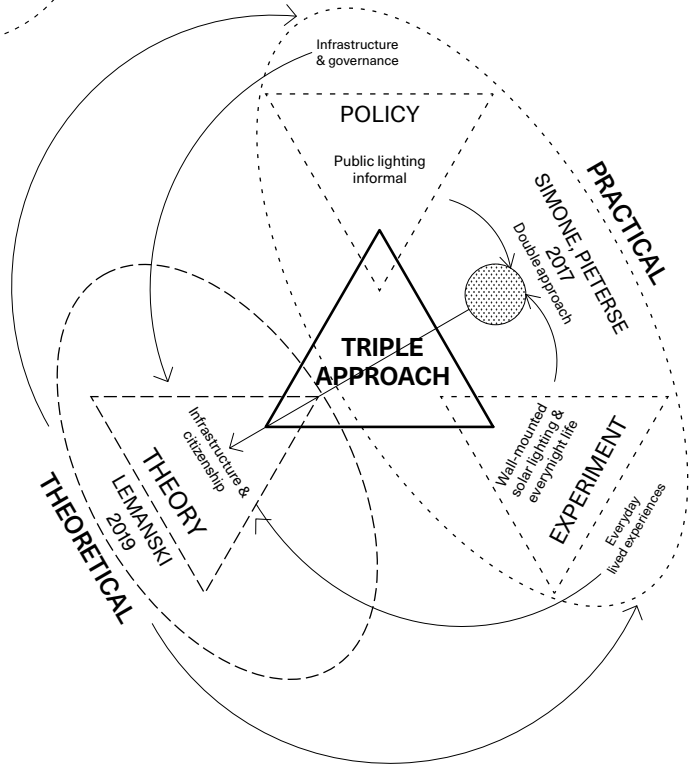 Infrastructure
& governance
POLICY
Public lighting
informal
PRACTICAL
SIMONE, PIETERSE
2017
Double approach
TRIPLE
APPROACH
Infrastructure &
citizenship
THEORY
LEMANSKI
2019
THEORETICAL
Wall-mounted
solar lighting &
everynight life
EXPERIMENT
Everyday
lived experiences